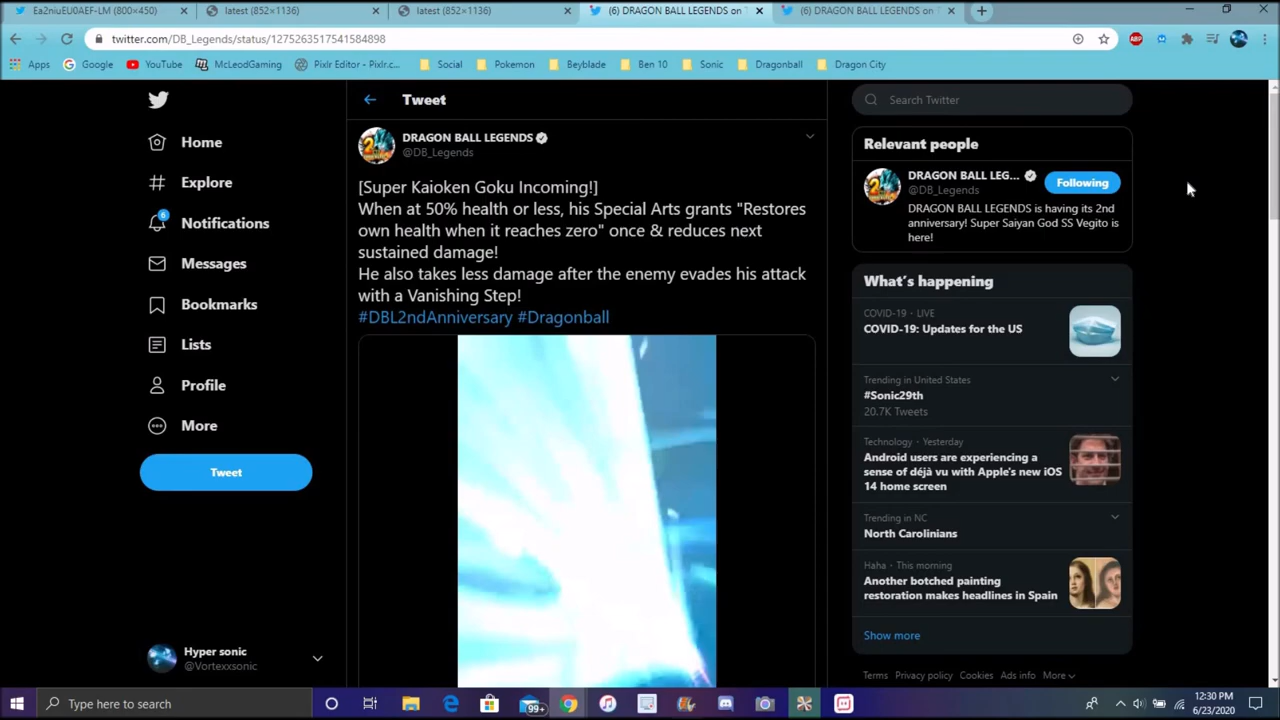 Ea2niuEU0AEF-LM (800×450)
latest (852×1136)
latest (852×1136)
(6) DRAGON BALL LEGENDS on T
(6) DRAGON BALL LEGENDS on T
twitter.com/DB_Legends/status/1275263517541584898
ABP
Apps
Google
YouTube
McLeodGaming
Pixlr Editor - Pixlr.c...
Social
Pokemon
Beyblade
Ben 10
Sonic
Dragonball
Dragon City
Home
Explore
6
Notifications
Messages
Bookmarks
Lists
Profile
More
Tweet
Hyper sonic
@Vortexxsonic
Tweet
DRAGON BALL LEGENDS
@DB_Legends
[Super Kaioken Goku Incoming!]
When at 50% health or less, his Special Arts grants "Restores
own health when it reaches zero" once & reduces next
sustained damage!
He also takes less damage after the enemy evades his attack
with a Vanishing Step!
#DBL2ndAnniversary #Dragonball
Search Twitter
Relevant people
DRAGON BALL LEG...
@DB_Legends
Following
DRAGON BALL LEGENDS is having its 2nd
anniversary! Super Saiyan God SS Vegito is
here!
What's happening
COVID-19 · LIVE
COVID-19: Updates for the US
Trending in United States
#Sonic29th
20.7K Tweets
Technology · Yesterday
Android users are experiencing a
sense of déjà vu with Apple's new iOS
14 home screen
Trending in NC
North Carolinians
Haha · This morning
Another botched painting
restoration makes headlines in Spain
Show more
Terms Privacy policy Cookies Ads info More
Type here to search
99+
12:30 PM
6/23/2020